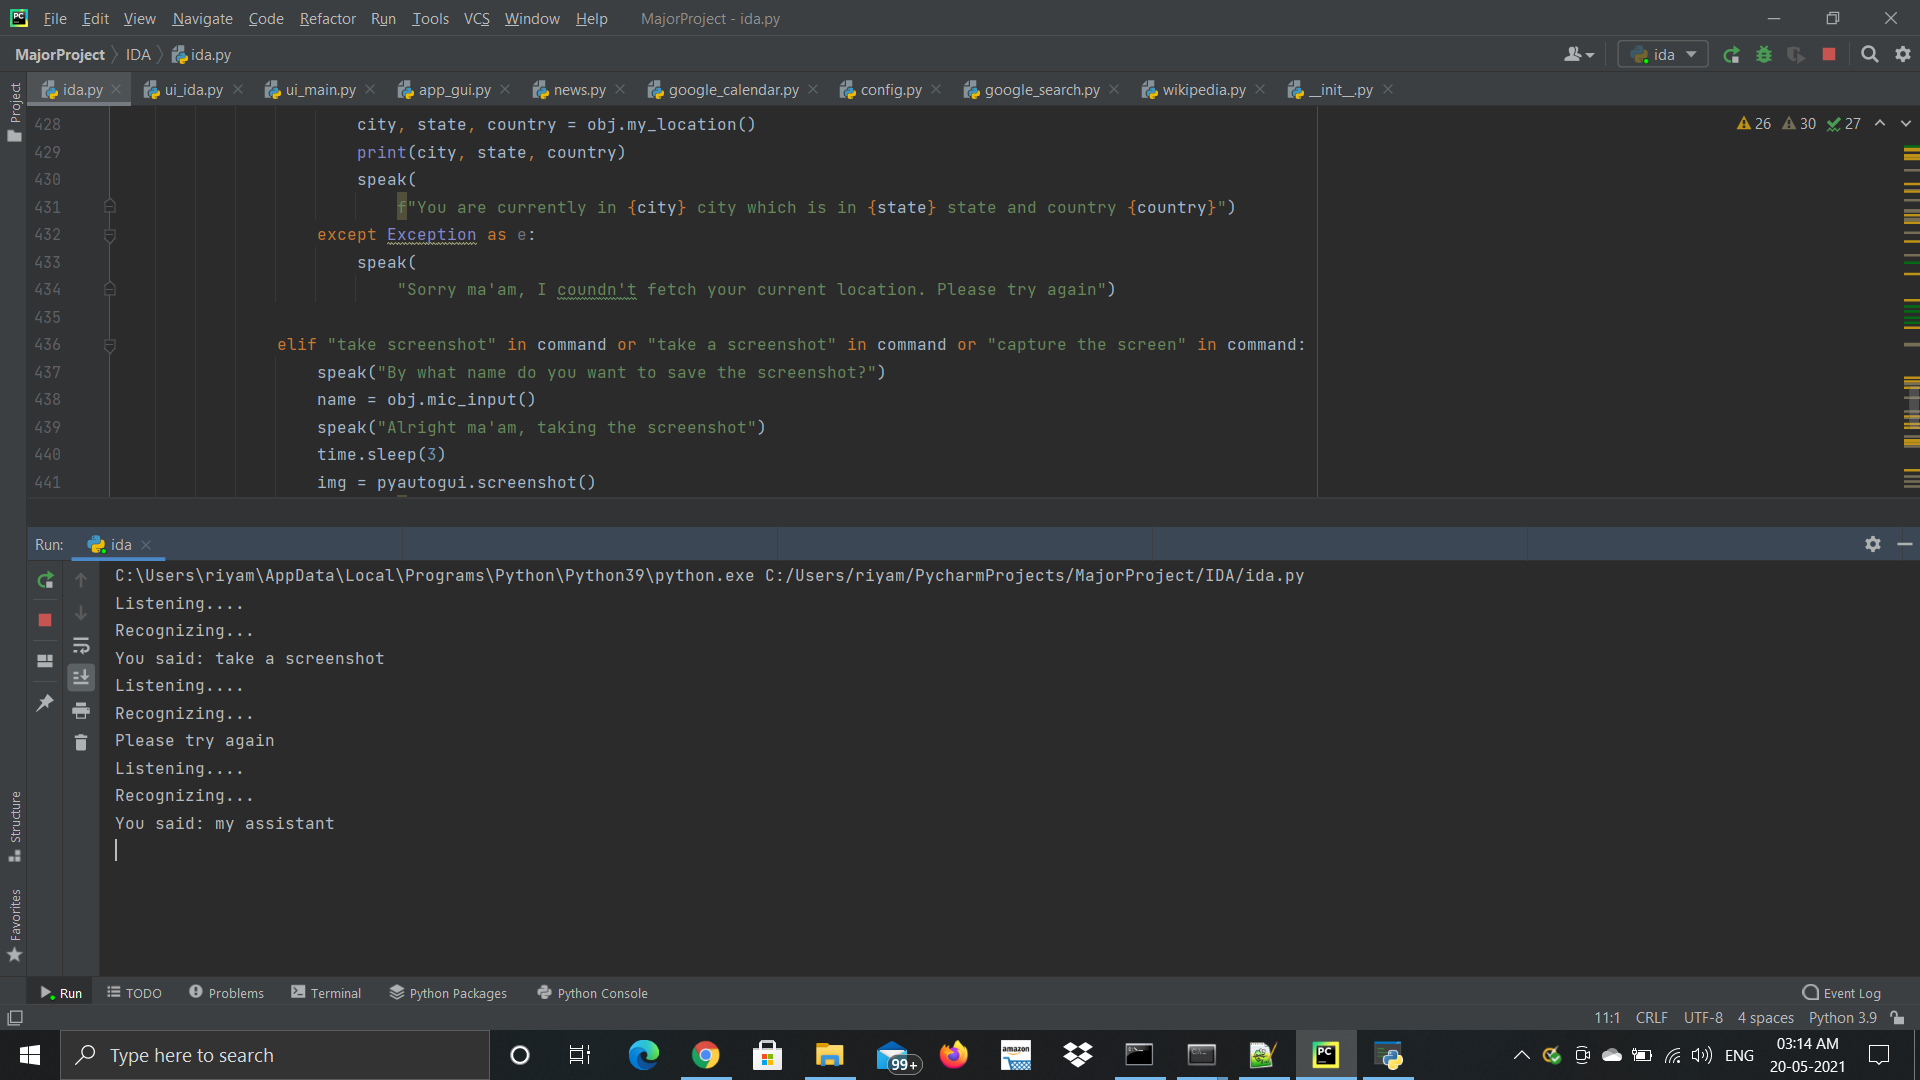 File Edit View Navigate Code Refactor Run Tools VCS Window Help MajorProject - ida.py
MajorProject IDA ida.py ida
Project
ida.py ui_ida.py ui_main.py app_gui.py news.py google_calendar.py config.py google_search.py wikipedia.py __init__.py
26 30 27
428 city, state, country = obj.my_location()
429 print(city, state, country)
430 speak(
431 f"You are currently in {city} city which is in {state} state and country {country}")
432 except Exception as e:
433 speak(
434 "Sorry ma'am, I coundn't fetch your current location. Please try again")
435
436 elif "take screenshot" in command or "take a screenshot" in command or "capture the screen" in command:
437 speak("By what name do you want to save the screenshot?")
438 name = obj.mic_input()
439 speak("Alright ma'am, taking the screenshot")
440 time.sleep(3)
441 img = pyautogui.screenshot()
Run: ida
C:\Users\riyam\AppData\Local\Programs\Python\Python39\python.exe C:/Users/riyam/PycharmProjects/MajorProject/IDA/ida.py
Listening....
Recognizing...
You said: take a screenshot
Listening....
Recognizing...
Please try again
Listening....
Recognizing...
You said: my assistant
Structure
Favorites
Run TODO Problems Terminal Python Packages Python Console Event Log
11:1 CRLF UTF-8 4 spaces Python 3.9
Type here to search 99+ amazon PC ENG 03:14 AM
20-05-2021